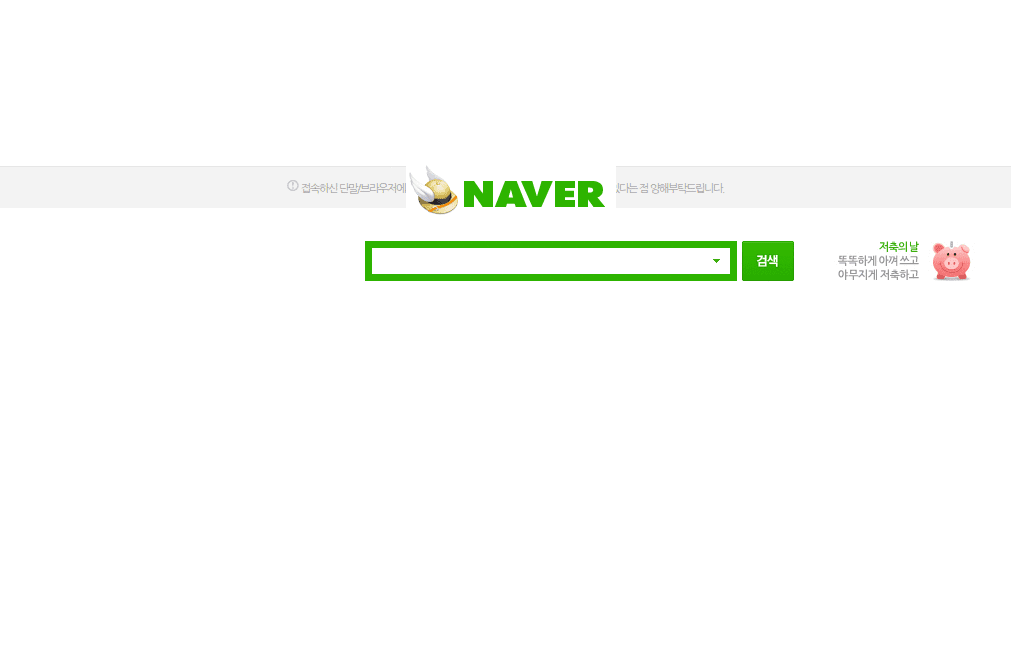 접속하신 단말/브라우저에
있다는 점 양해부탁드립니다.
NAVER
검색
저축의 날
똑똑하게 아껴 쓰고
야무지게 저축하고